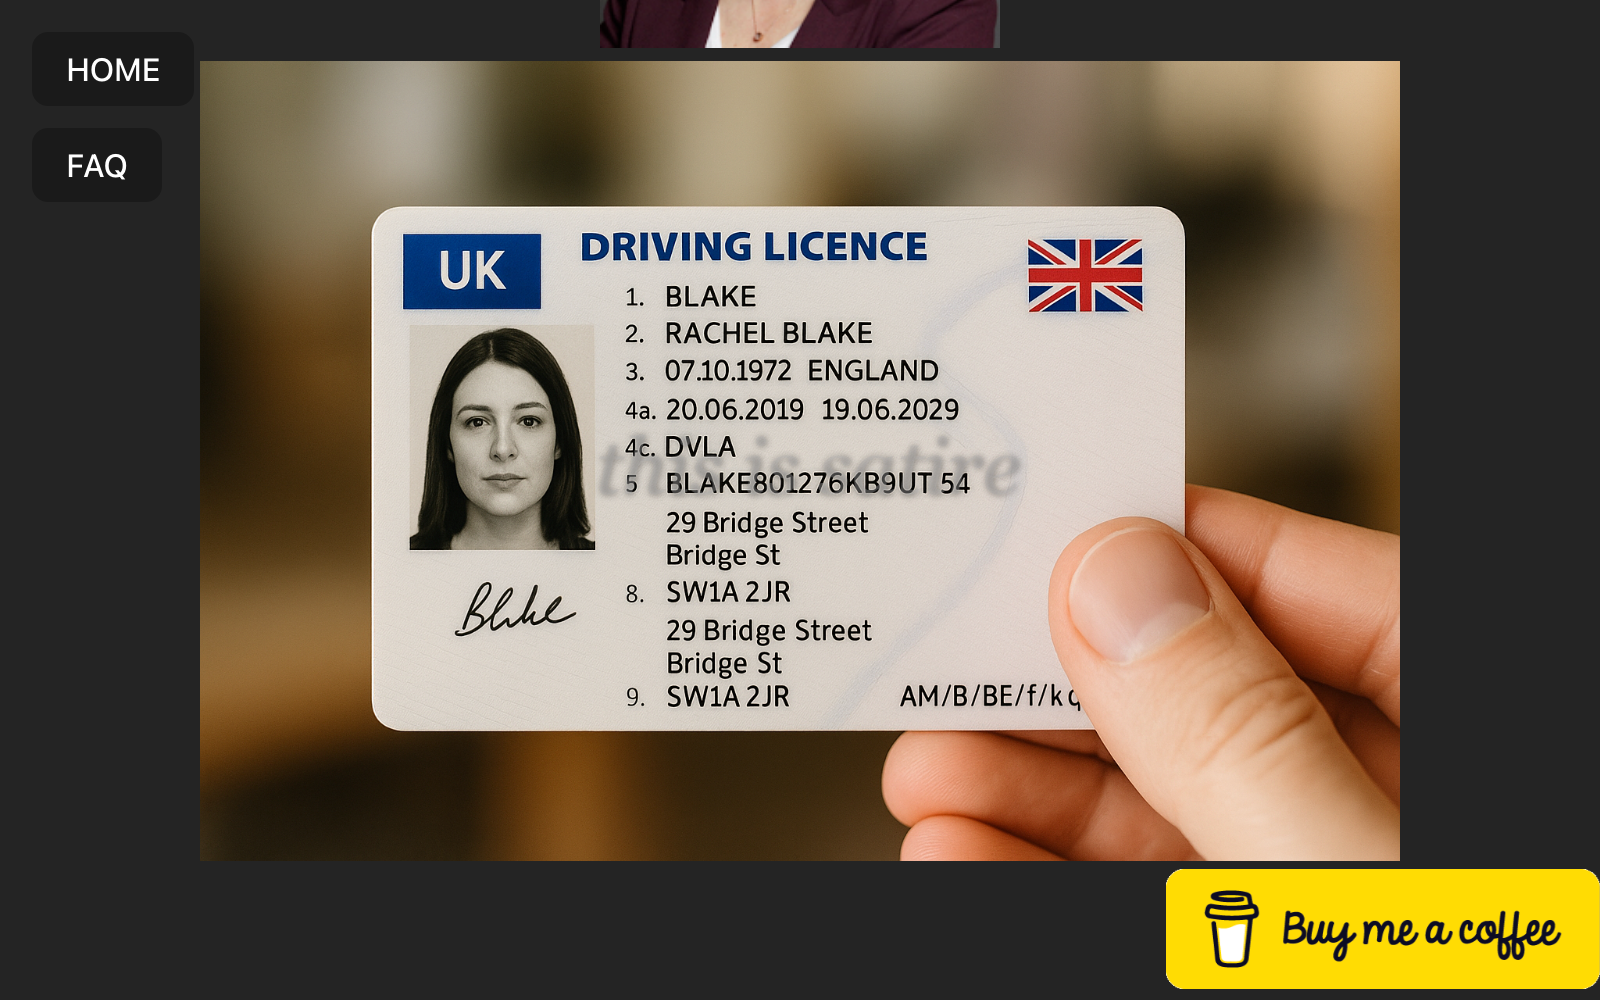 HOME
FAQ
UK
DRIVING LICENCE
1. BLAKE
2. RACHEL BLAKE
3. 07.10.1972 ENGLAND
4a. 20.06.2019 19.06.2029
4c. DVLA
this is satire
5 BLAKE801276KB9UT 54
29 Bridge Street
Bridge St
8. SW1A 2JR
29 Bridge Street
Bridge St
9. SW1A 2JR AM/B/BE/f/k q
Blake
Buy me a coffee